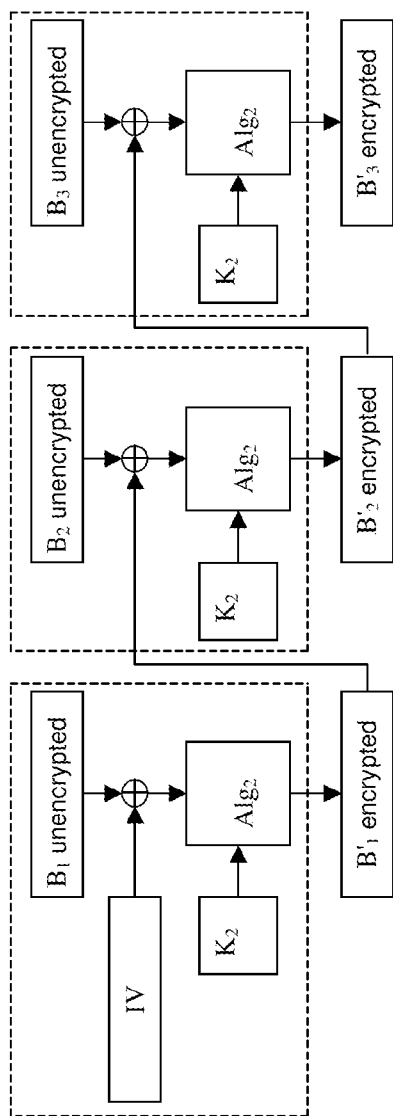 B₁ unencrypted
IV
K₂
Alg₂
B'₁ encrypted
B₂ unencrypted
K₂
Alg₂
B'₂ encrypted
B₃ unencrypted
K₂
Alg₂
B'₃ encrypted